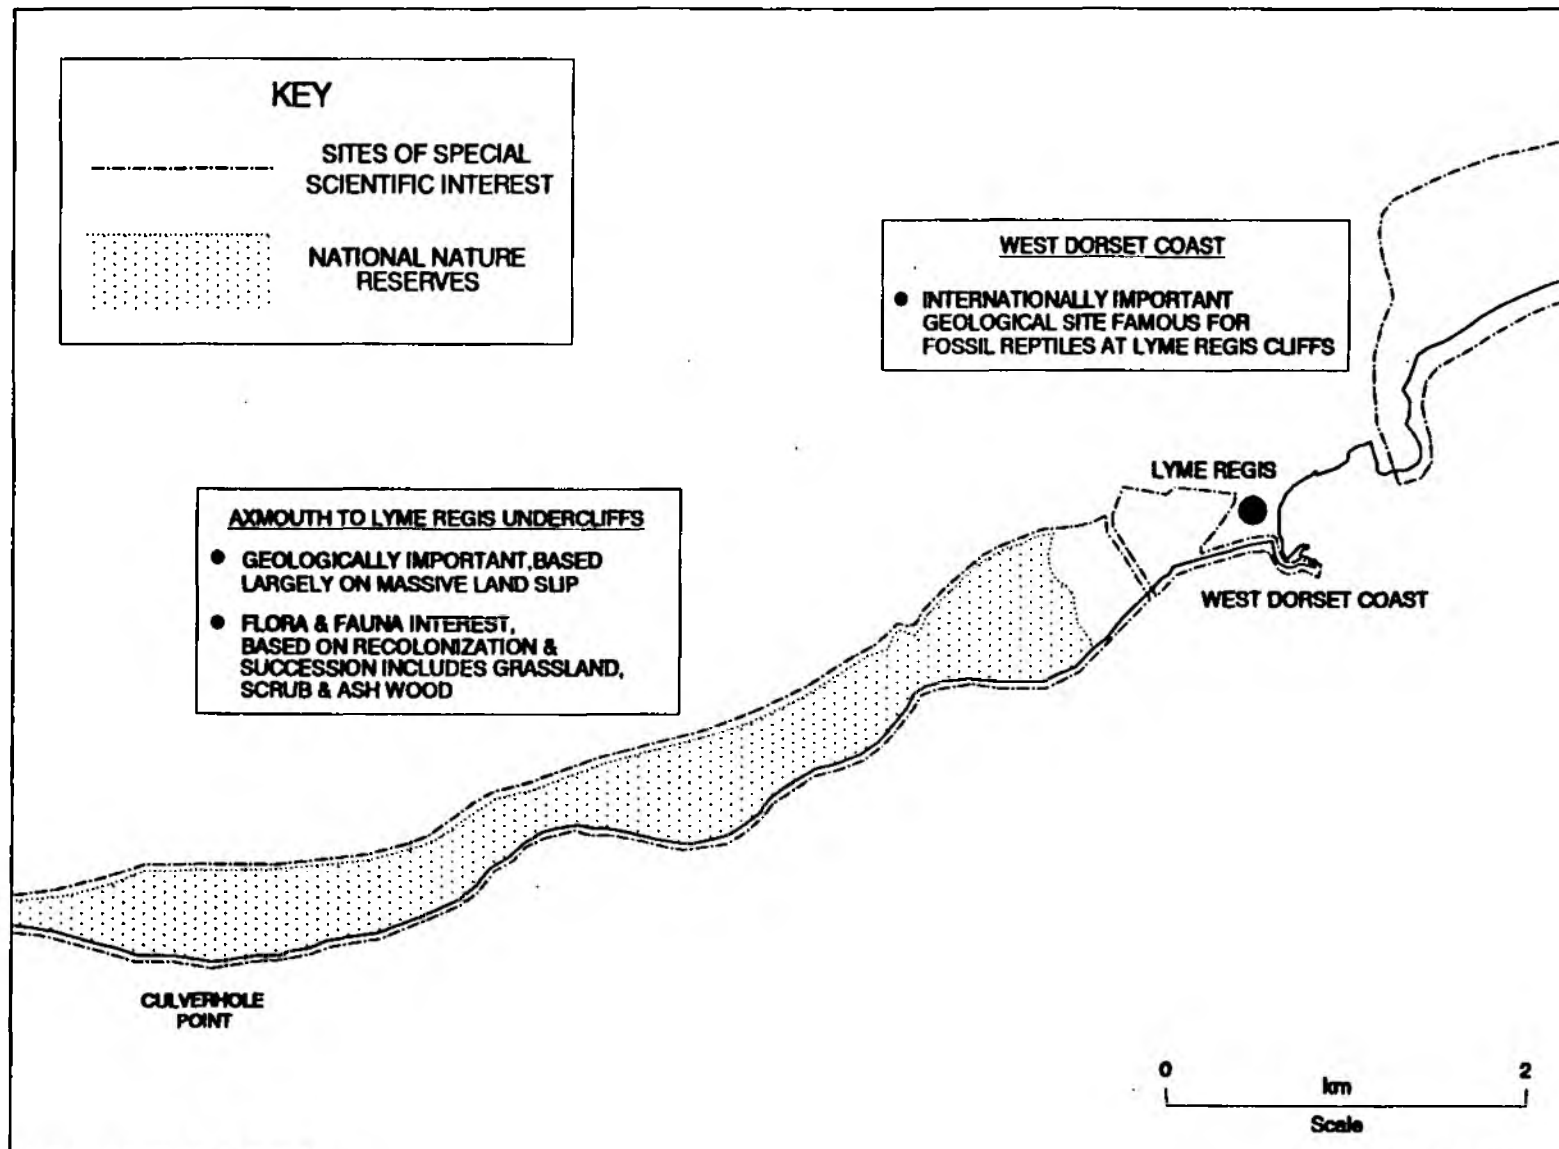 KEY
SITES OF SPECIAL
SCIENTIFIC INTEREST
NATIONAL NATURE
RESERVES
WEST DORSET COAST
● INTERNATIONALLY IMPORTANT
GEOLOGICAL SITE FAMOUS FOR
FOSSIL REPTILES AT LYME REGIS CLIFFS
LYME REGIS
AXMOUTH TO LYME REGIS UNDERCLIFFS
● GEOLOGICALLY IMPORTANT, BASED
LARGELY ON MASSIVE LAND SLIP
● FLORA & FAUNA INTEREST,
BASED ON RECOLONIZATION &
SUCCESSION INCLUDES GRASSLAND,
SCRUB & ASH WOOD
WEST DORSET COAST
CULVERHOLE
POINT
0 2
km
Scale